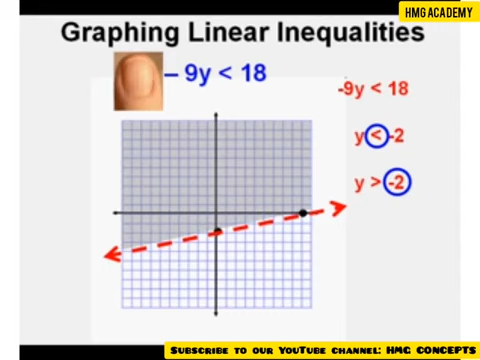 HMG ACADEMY
Graphing Linear Inequalities
– 9y < 18
-9y < 18
y < -2
y > -2
SUBSCRIBE TO OUR YOUTUBE CHANNEL: HMG CONCEPTS